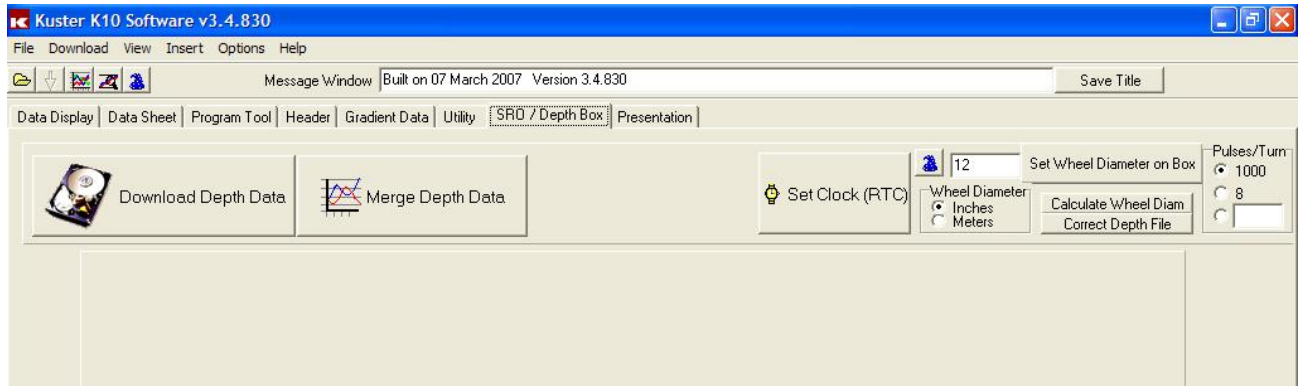 Kuster K10 Software v3.4.830
File Download View Insert Options Help
Message Window Built on 07 March 2007 Version 3.4.830 Save Title
Data Display Data Sheet Program Tool Header Gradient Data Utility SRO / Depth Box Presentation
Download Depth Data
Merge Depth Data
Set Clock (RTC)
12
Set Wheel Diameter on Box
Wheel Diameter
Inches
Meters
Calculate Wheel Diam
Correct Depth File
Pulses/Turn
1000
8